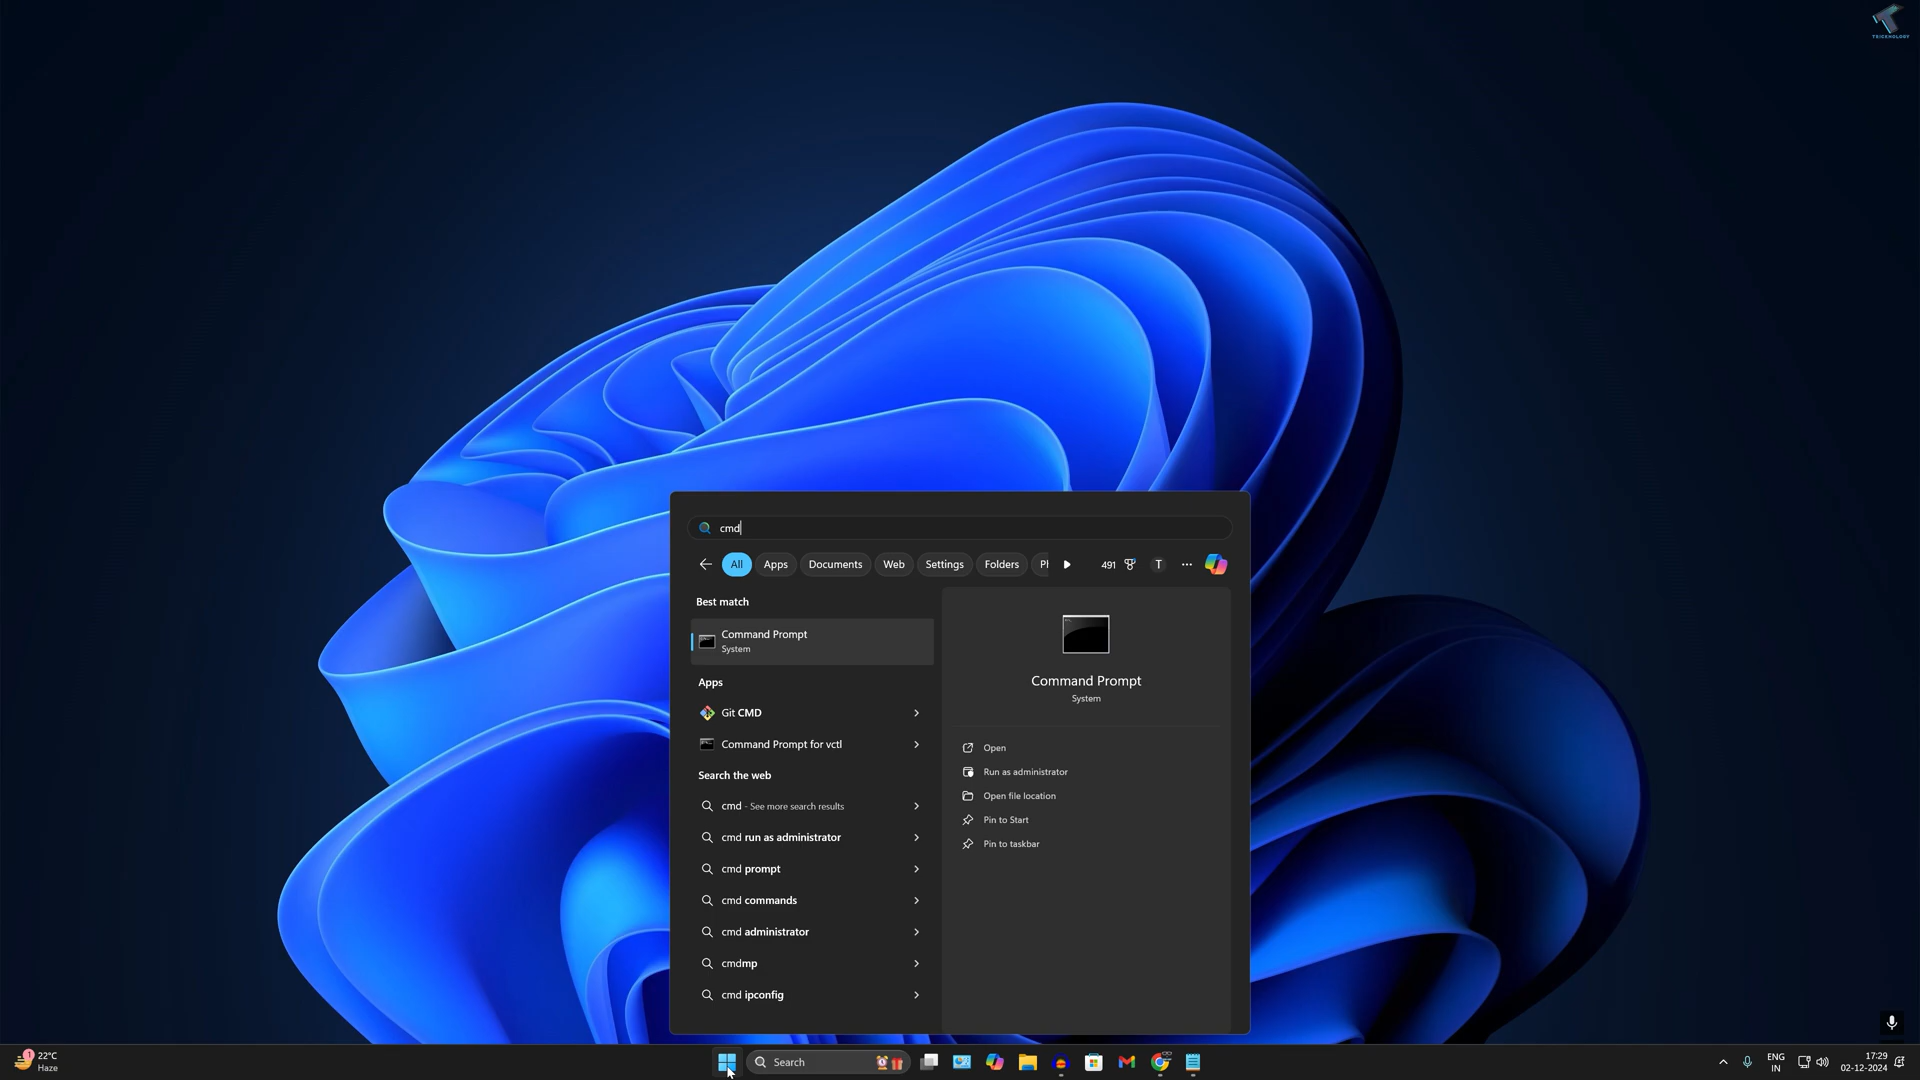 TRICKNOLOGY
cmd
All
Apps
Documents
Web
Settings
Folders
491
T
Best match
Command Prompt
System
Apps
Git CMD
Command Prompt for vctl
Search the web
cmd - See more search results
cmd run as administrator
cmd prompt
cmd commands
cmd administrator
cmdmp
cmd ipconfig
Command Prompt
System
Open
Run as administrator
Open file location
Pin to Start
Pin to taskbar
1
22°C
Haze
Search
ENG
IN
17:29
02-12-2024